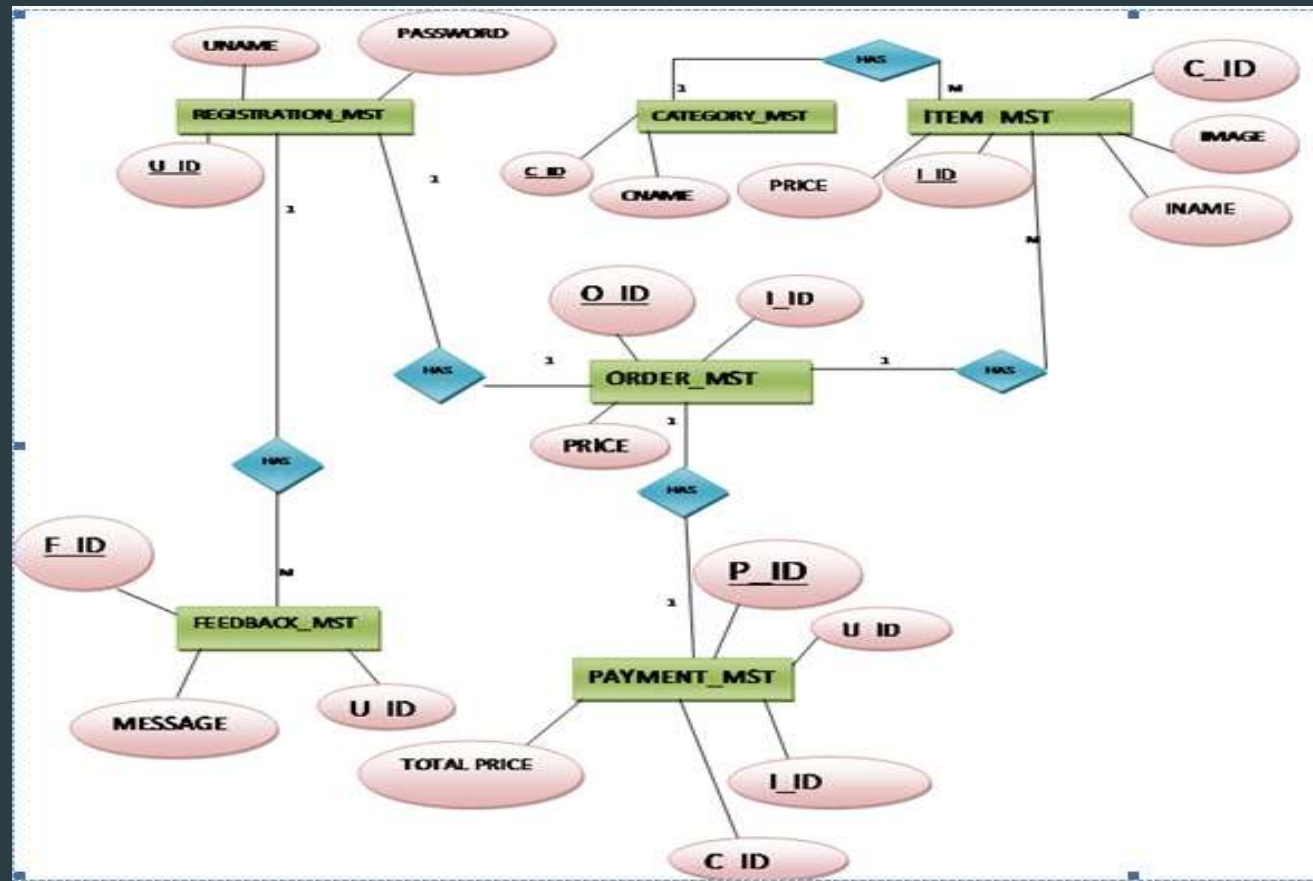 UNAME
PASSWORD
HAS
C_ID
1
M
REGISTRATION_MST
CATEGORY_MST
ITEM_MST
IMAGE
U_ID
1
C_ID
PRICE
I_ID
CNAME
INAME
1
M
O_ID
I_ID
HAS
1
ORDER_MST
1
HAS
1
PRICE
HAS
HAS
F_ID
P_ID
M
1
FEEDBACK_MST
U_ID
PAYMENT_MST
MESSAGE
U_ID
TOTAL PRICE
I_ID
C_ID